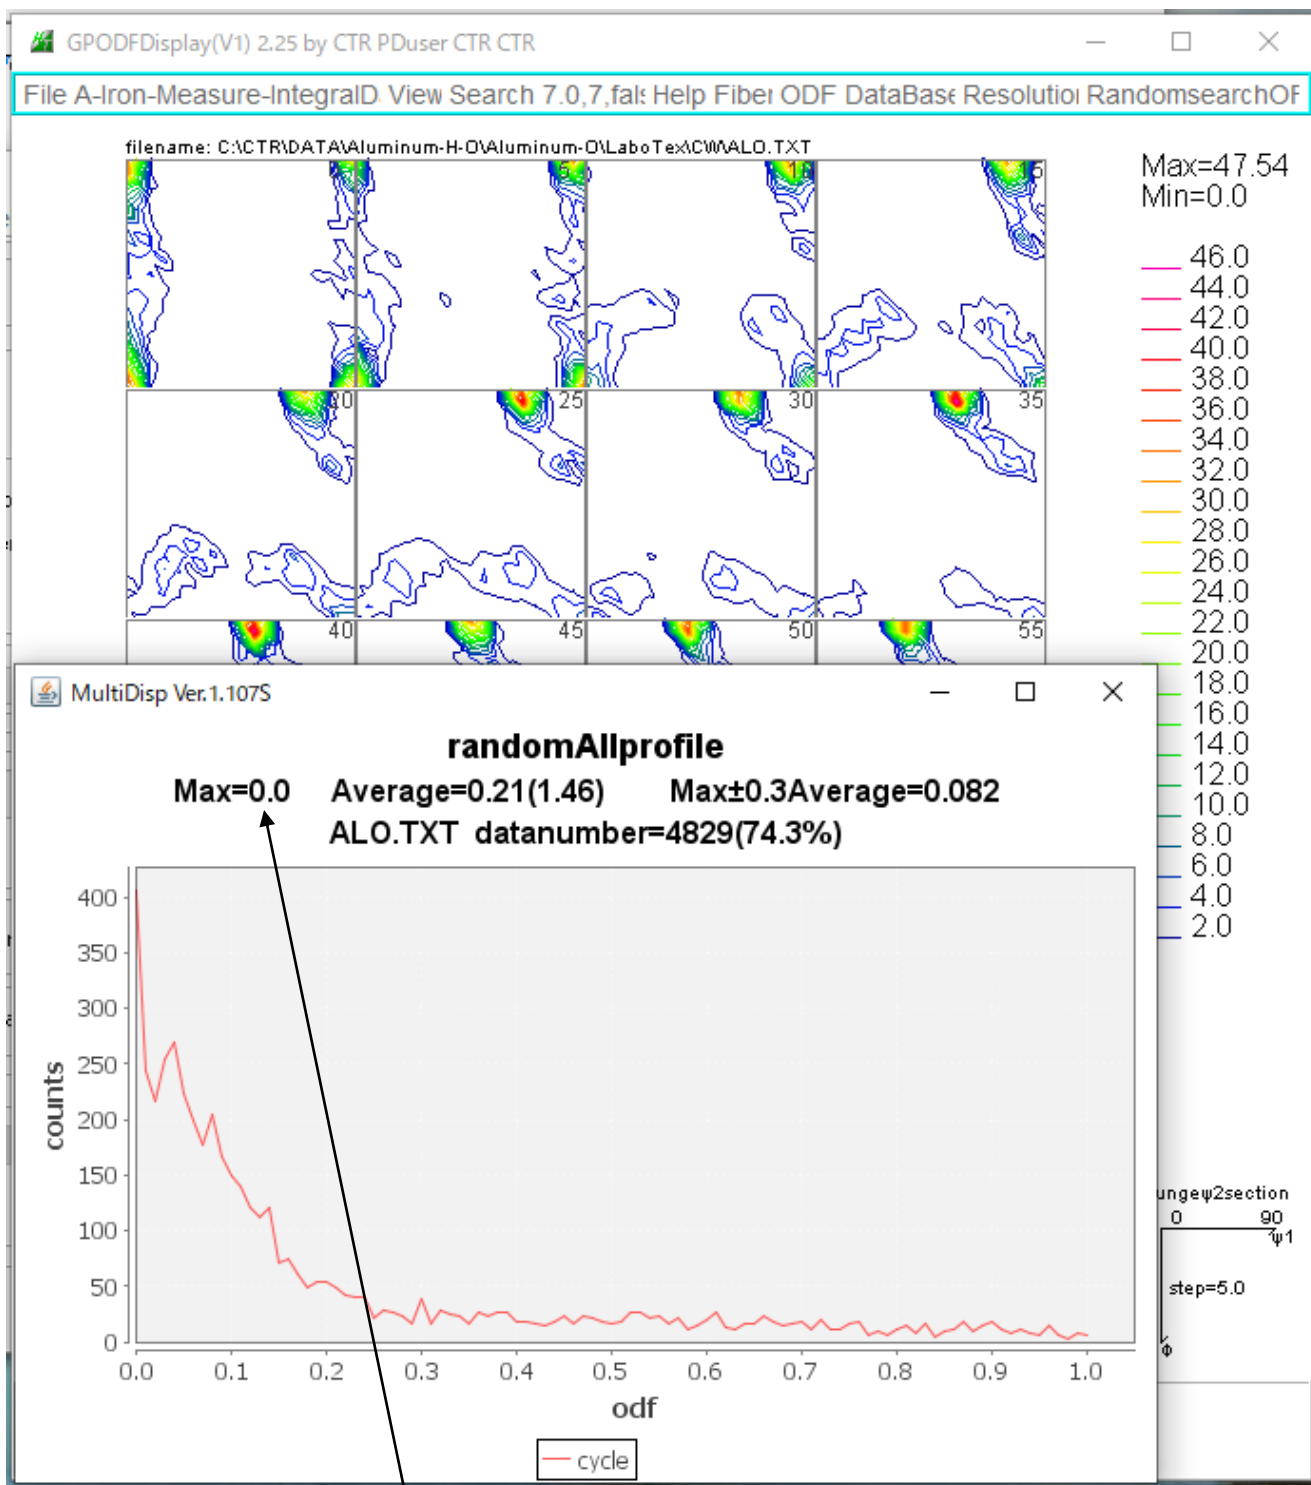 GPODFDisplay(V1) 2.25 by CTR PDuser CTR CTR
File A-Iron-Measure-IntegralD View Search 7.0,7,fals Help Fiber ODF DataBase Resolution RandomsearchOF
filename: C:\CTR\DATA\Aluminum-H-O\Aluminum-O\LaboTex\CW\ALO.TXT
Max=47.54
Min=0.0
5 10 15
20 25 30 35
40 45 50 55
46.0
44.0
42.0
40.0
38.0
36.0
34.0
32.0
30.0
28.0
26.0
24.0
22.0
20.0
18.0
16.0
14.0
12.0
10.0
8.0
6.0
4.0
2.0
MultiDisp Ver.1.107S
randomAllprofile
Max=0.0 Average=0.21(1.46) Max±0.3Average=0.082
ALO.TXT datanumber=4829(74.3%)
400
350
300
250
200
150
100
50
0
counts
0.0 0.1 0.2 0.3 0.4 0.5 0.6 0.7 0.8 0.9 1.0
odf
cycle
ungeψ2section
0 90
ψ1
step=5.0
Φ